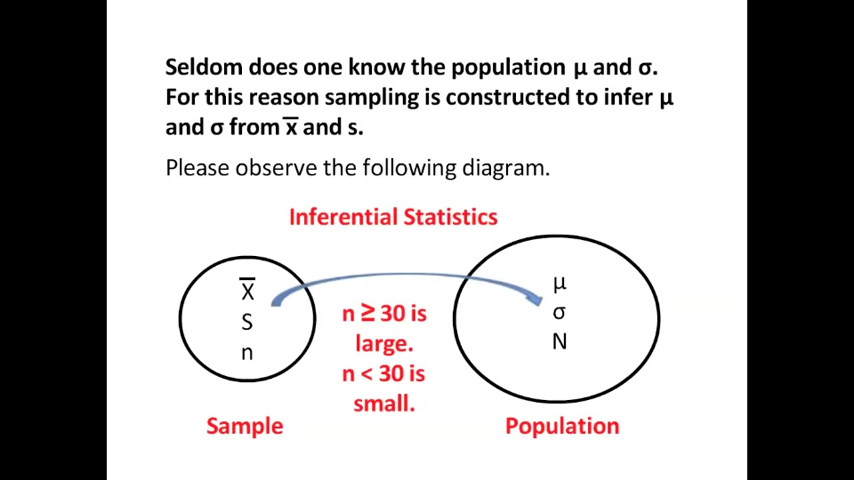 Seldom does one know the population μ and σ.
For this reason sampling is constructed to infer μ
and σ from x̅ and s.
Please observe the following diagram.
Inferential Statistics
x̅
S
n
n ≥ 30 is
large.
n < 30 is
small.
μ
σ
N
Sample
Population